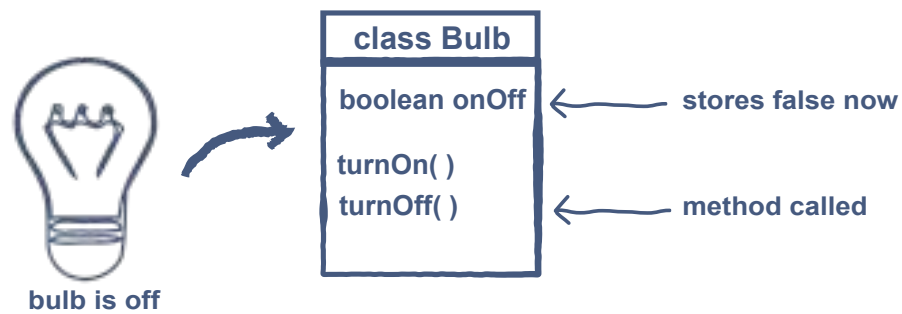 class Bulb
boolean onOff
stores false now
turnOn( )
turnOff( )
method called
bulb is off